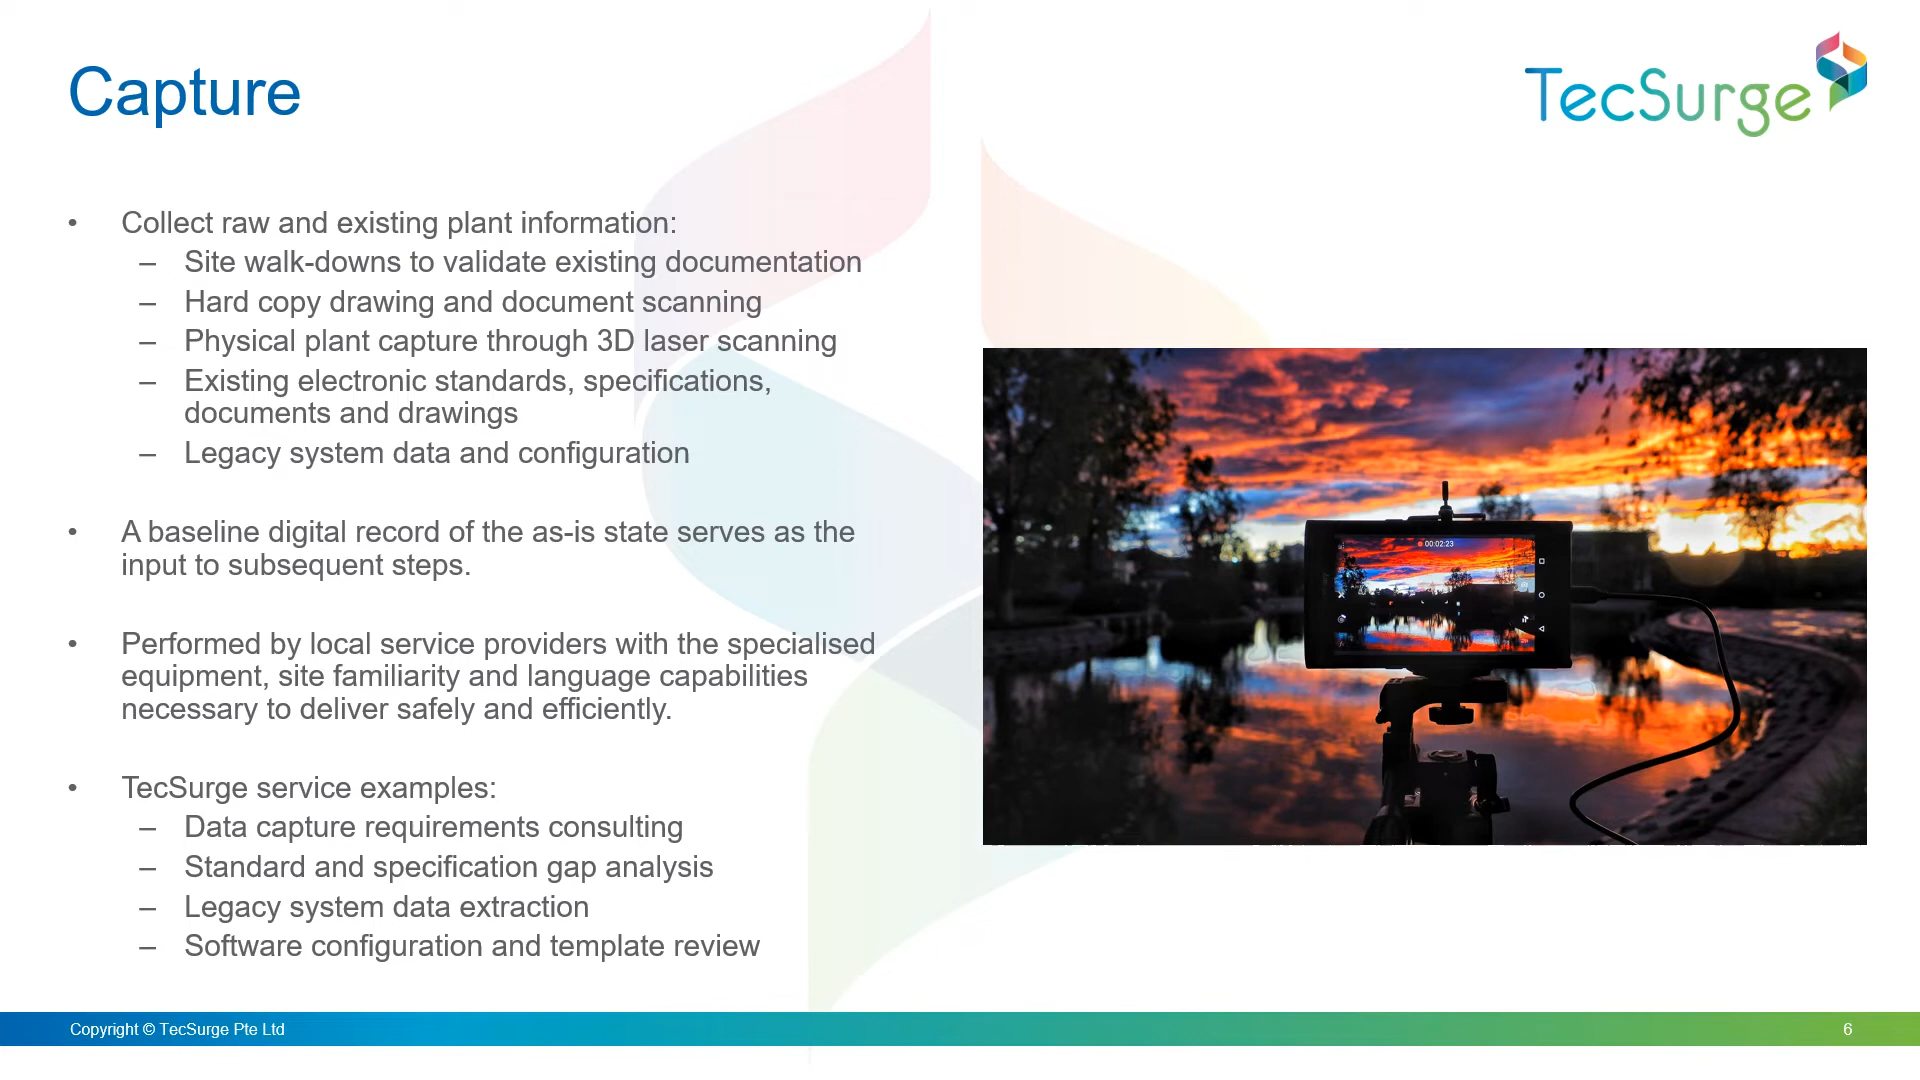 Capture
TecSurge
• Collect raw and existing plant information:
– Site walk-downs to validate existing documentation
– Hard copy drawing and document scanning
– Physical plant capture through 3D laser scanning
– Existing electronic standards, specifications,
documents and drawings
– Legacy system data and configuration
• A baseline digital record of the as-is state serves as the
input to subsequent steps.
• Performed by local service providers with the specialised
equipment, site familiarity and language capabilities
necessary to deliver safely and efficiently.
• TecSurge service examples:
– Data capture requirements consulting
– Standard and specification gap analysis
– Legacy system data extraction
– Software configuration and template review
00:02:23
Copyright © TecSurge Pte Ltd
6